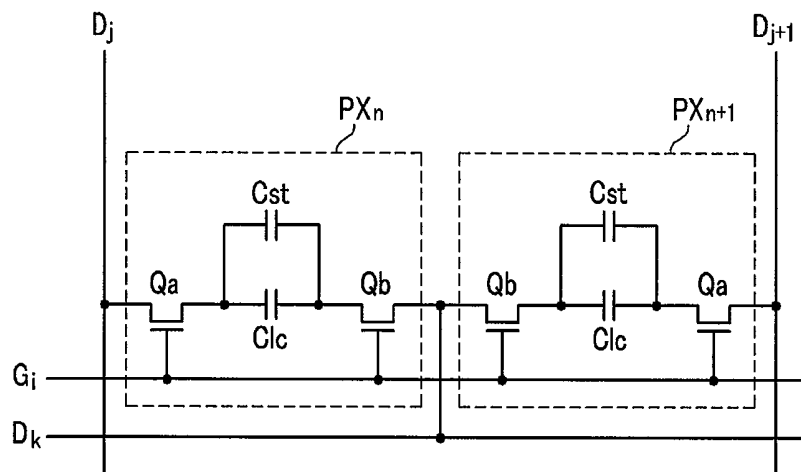 Dj
Dj+1
PXn
PXn+1
Cst
Cst
Qa
Qb
Qb
Qa
Clc
Clc
Gi
Dk